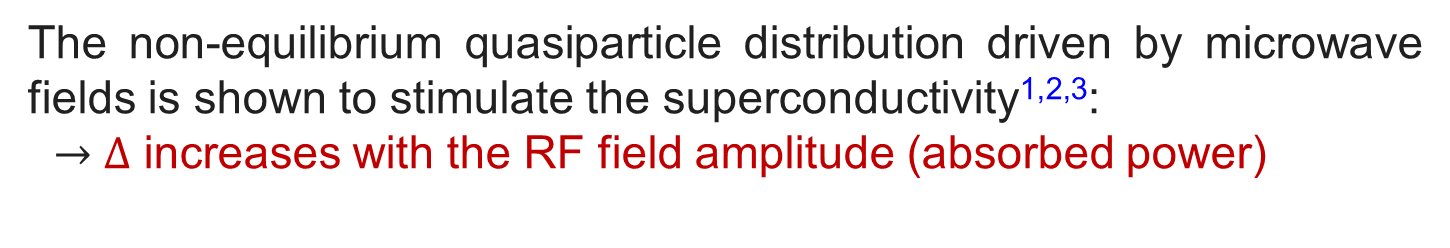 The non-equilibrium quasiparticle distribution driven by microwave
fields is shown to stimulate the superconductivity1,2,3:
→ Δ increases with the RF field amplitude (absorbed power)